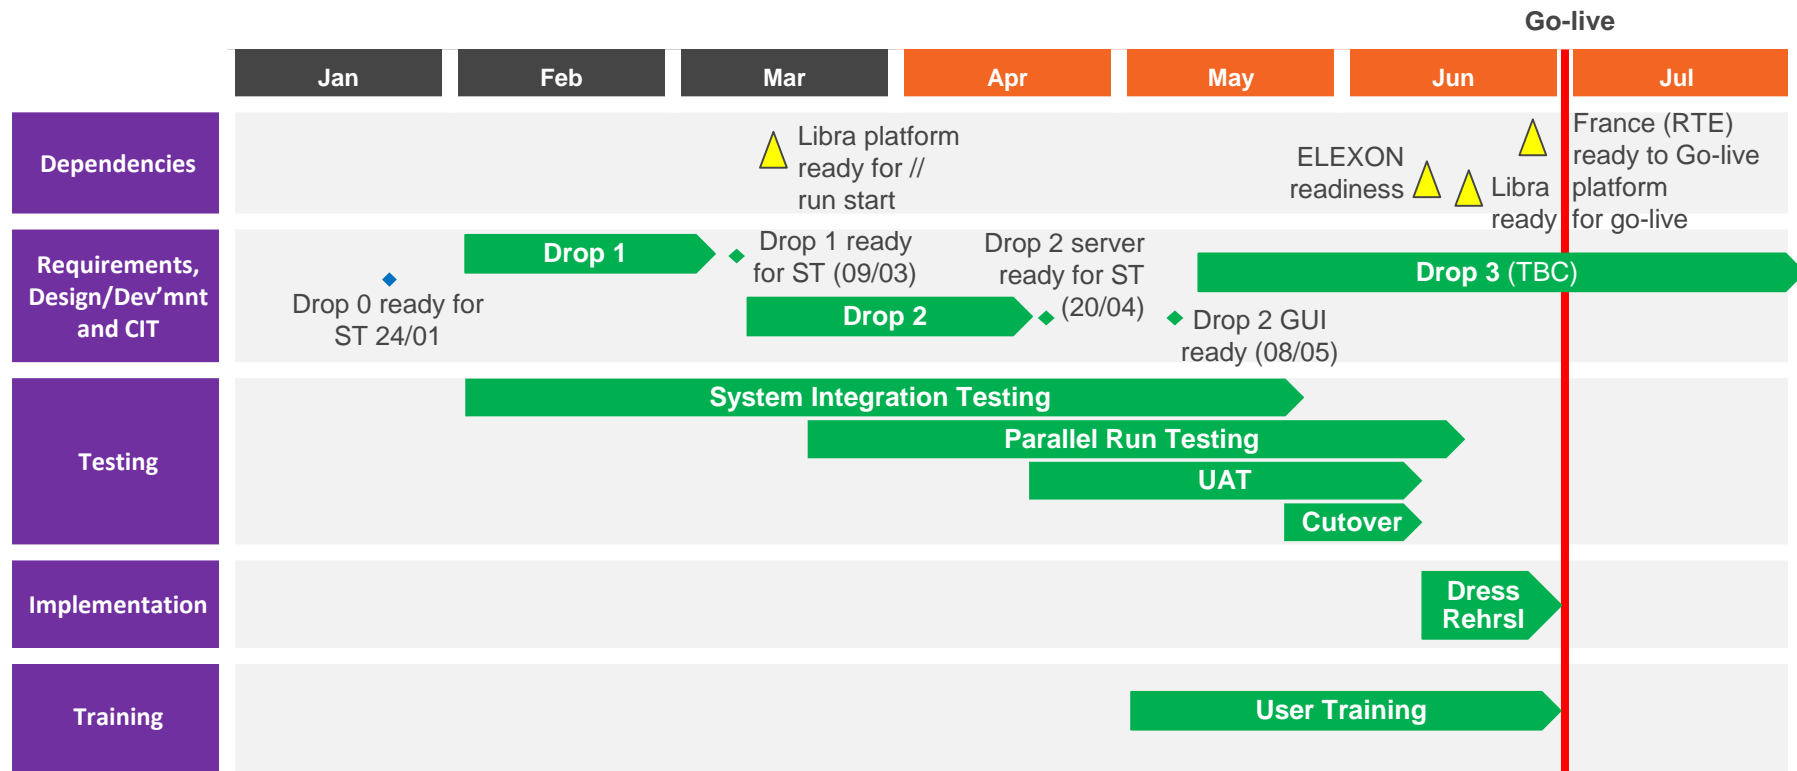 Go-live
Jan
Feb
Mar
Apr
May
Jun
Jul
Dependencies
Libra platform
ready for //
run start
ELEXON
readiness
Libra platform
ready for go-live
France (RTE)
ready to Go-live
Requirements,
Design/Dev’mnt
and CIT
Drop 0 ready for
ST 24/01
Drop 1
Drop 1 ready
for ST (09/03)
Drop 2
Drop 2 server
ready for ST
(20/04)
Drop 2 GUI
ready (08/05)
Drop 3 (TBC)
Testing
System Integration Testing
Parallel Run Testing
UAT
Cutover
Implementation
Dress
Rehrsl
Training
User Training